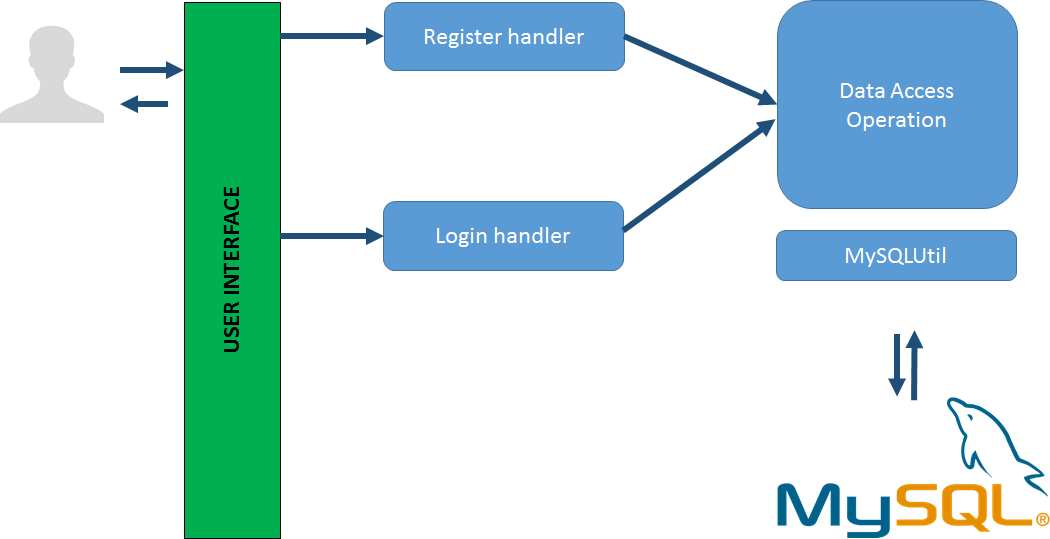 Register handler
Data Access
Operation
USER INTERFACE
Login handler
MySQLUtil
MySQL®